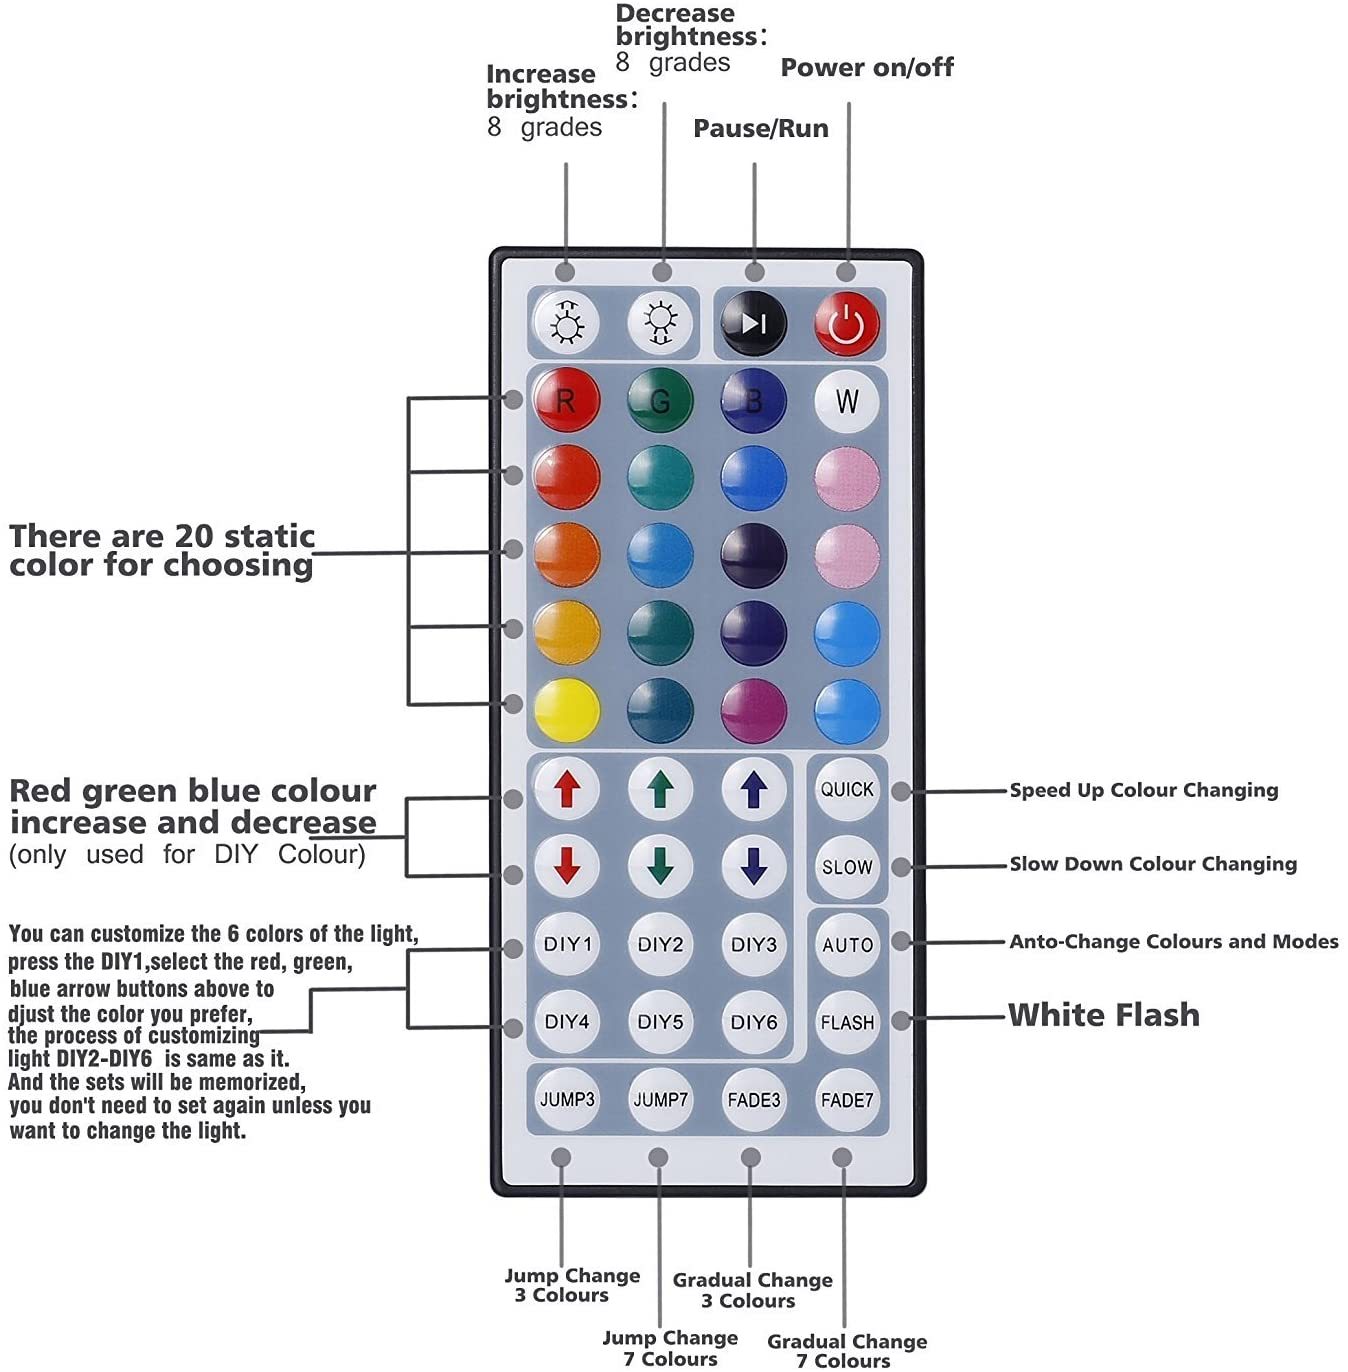 Decrease
brightness:
8 grades
Increase
brightness:
8 grades
Power on/off
Pause/Run
R G B W
There are 20 static
color for choosing
Red green blue colour
increase and decrease
(only used for DIY Colour)
QUICK
Speed Up Colour Changing
SLOW
Slow Down Colour Changing
You can customize the 6 colors of the light,
press the DIY1,select the red, green,
blue arrow buttons above to
djust the color you prefer,
the process of customizing
light DIY2-DIY6 is same as it.
And the sets will be memorized,
you don't need to set again unless you
want to change the light.
DIY1 DIY2 DIY3 AUTO
Anto-Change Colours and Modes
DIY4 DIY5 DIY6 FLASH
White Flash
JUMP3 JUMP7 FADE3 FADE7
Jump Change
3 Colours
Gradual Change
3 Colours
Jump Change
7 Colours
Gradual Change
7 Colours